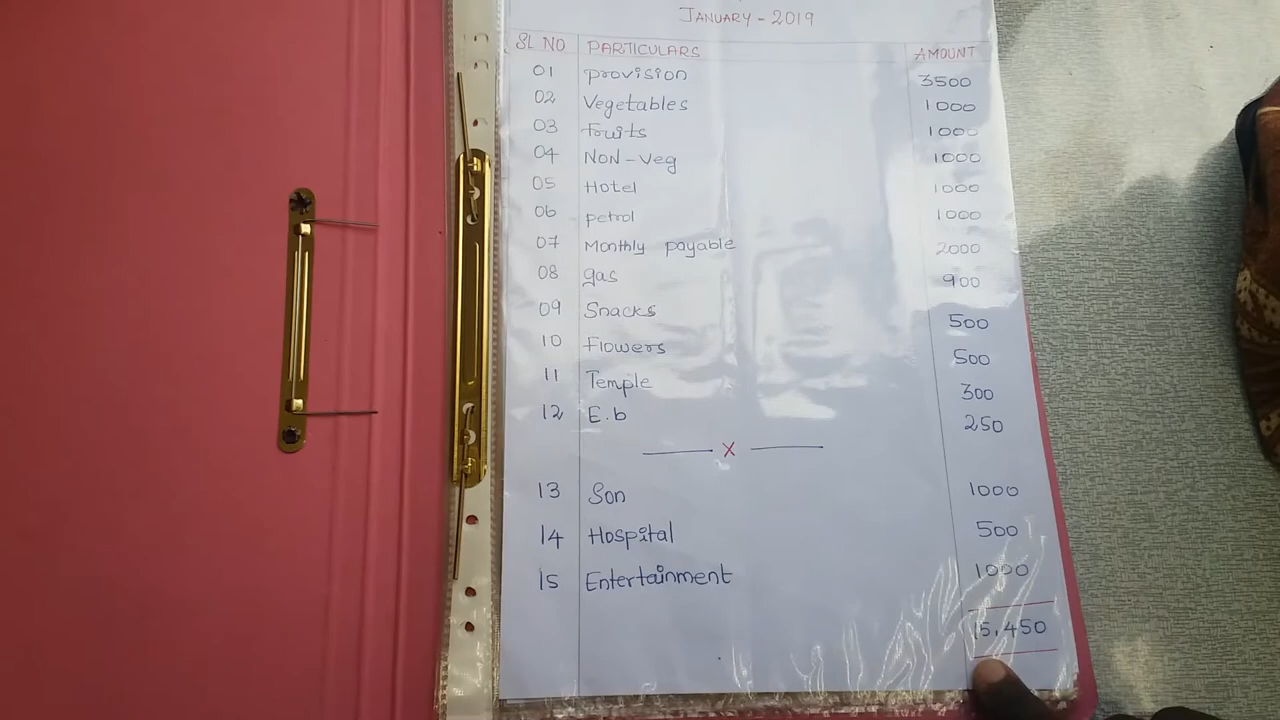 JANUARY - 2019
SL NO PARTICULARS AMOUNT
01 Provision 3500
02 Vegetables 1000
03 Fruits 1000
04 NON-Veg 1000
05 Hotel 1000
06 petrol 1000
07 Monthly payable 2000
08 gas 900
09 Snacks 500
10 Flowers 500
11 Temple 300
12 E.b 250
X
13 Son 1000
14 Hospital 500
15 Entertainment 1000
15,450